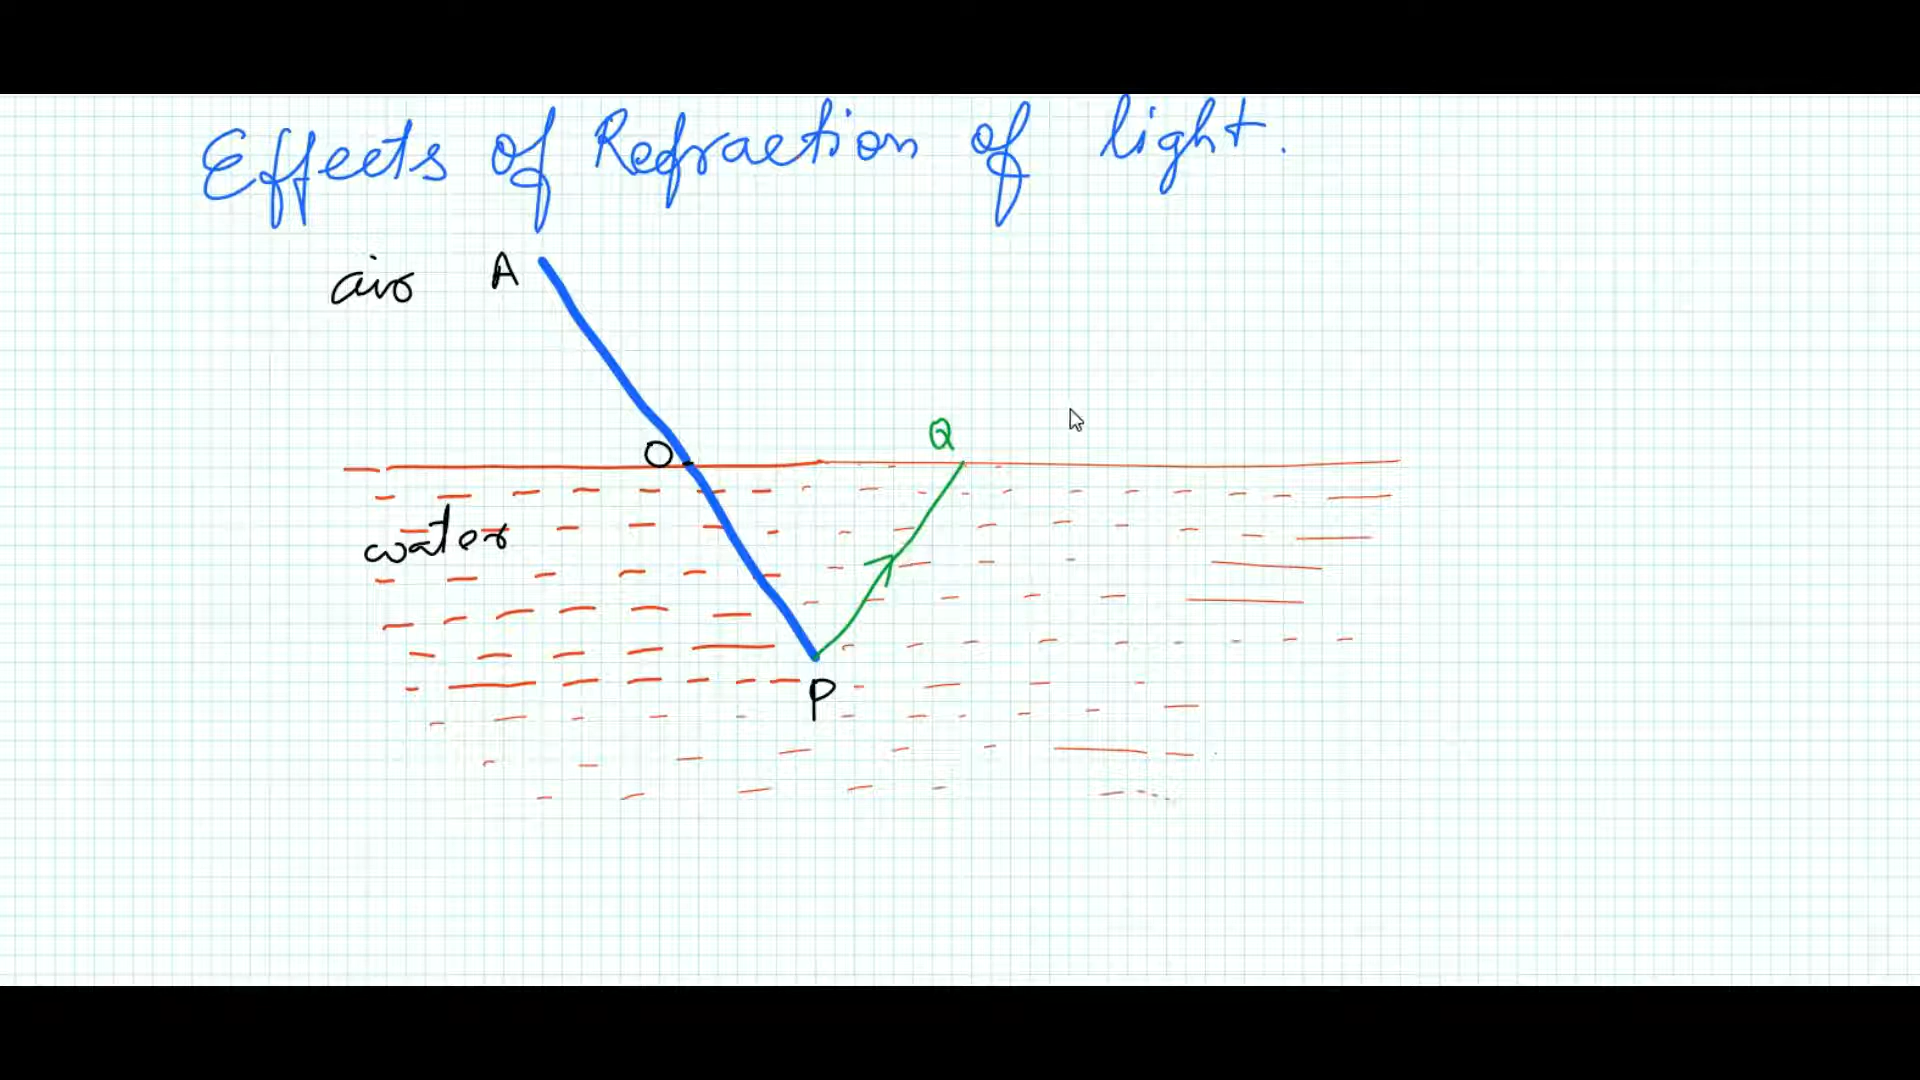 Effects of Refraction of light.
air A
O Q
water
P